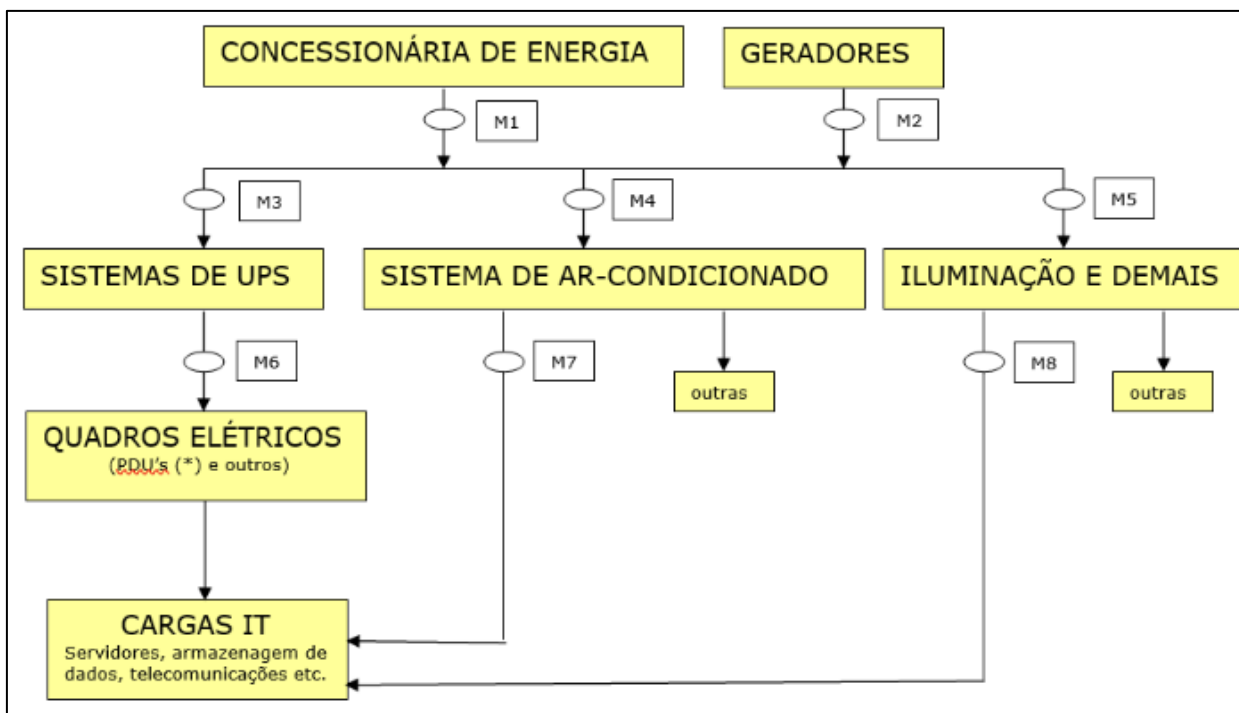 CONCESSIONÁRIA DE ENERGIA
GERADORES
M1
M2
M3
M4
M5
SISTEMAS DE UPS
SISTEMA DE AR-CONDICIONADO
ILUMINAÇÃO E DEMAIS
M6
M7
M8
outras
outras
QUADROS ELÉTRICOS
(PDU's (*) e outros)
CARGAS IT
Servidores, armazenagem de
dados, telecomunicações etc.